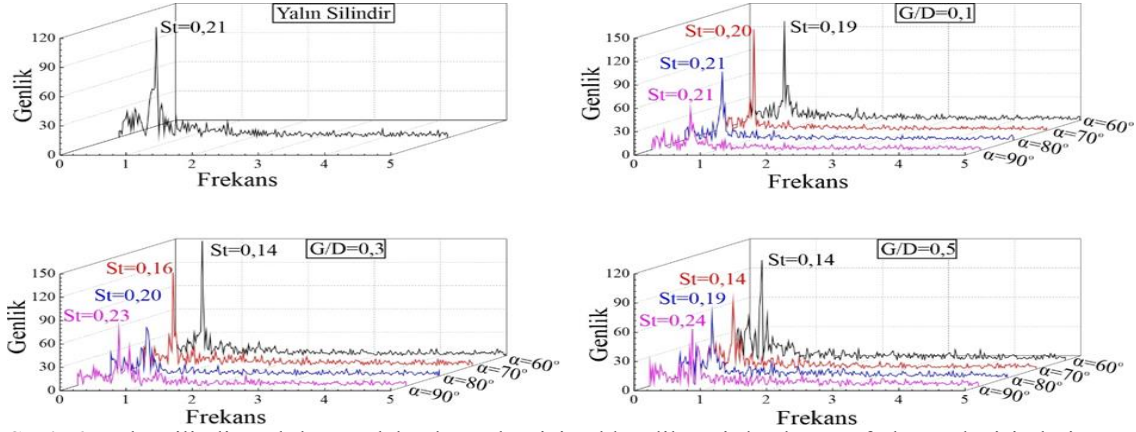 Yalın Silindir
St=0,21
Genlik
120
90
60
30
0
0 1 2 3 4 5
Frekans
G/D=0,1
St=0,19
St=0,20
St=0,21
St=0,21
Genlik
150
120
90
60
30
0
0 1 2 3 4 5
Frekans
α=60°
α=70°
α=80°
α=90°
G/D=0,3
St=0,14
St=0,16
St=0,20
St=0,23
Genlik
150
120
90
60
30
0
0 1 2 3 4 5
Frekans
α=60°
α=70°
α=80°
α=90°
G/D=0,5
St=0,14
St=0,14
St=0,19
St=0,24
Genlik
120
90
60
30
0
0 1 2 3 4 5
Frekans
α=60°
α=70°
α=80°
α=90°